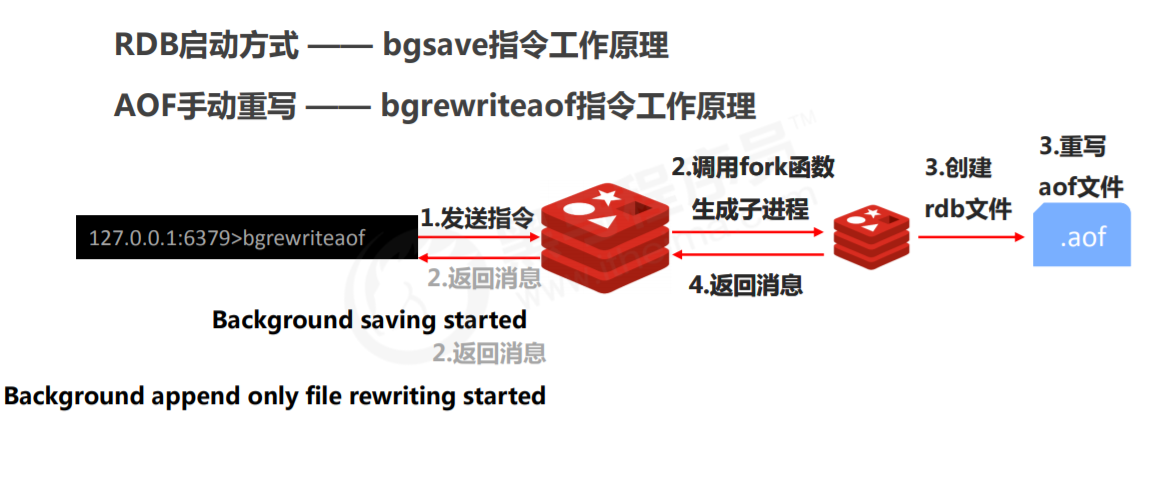 RDB启动方式 —— bgsave指令工作原理
AOF手动重写 —— bgrewriteaof指令工作原理
127.0.0.1:6379>bgrewriteaof
1.发送指令
2.返回消息
Background saving started
2.返回消息
Background append only file rewriting started
2.调用fork函数
生成子进程
4.返回消息
3.创建
rdb文件
3.重写
aof文件
.aof